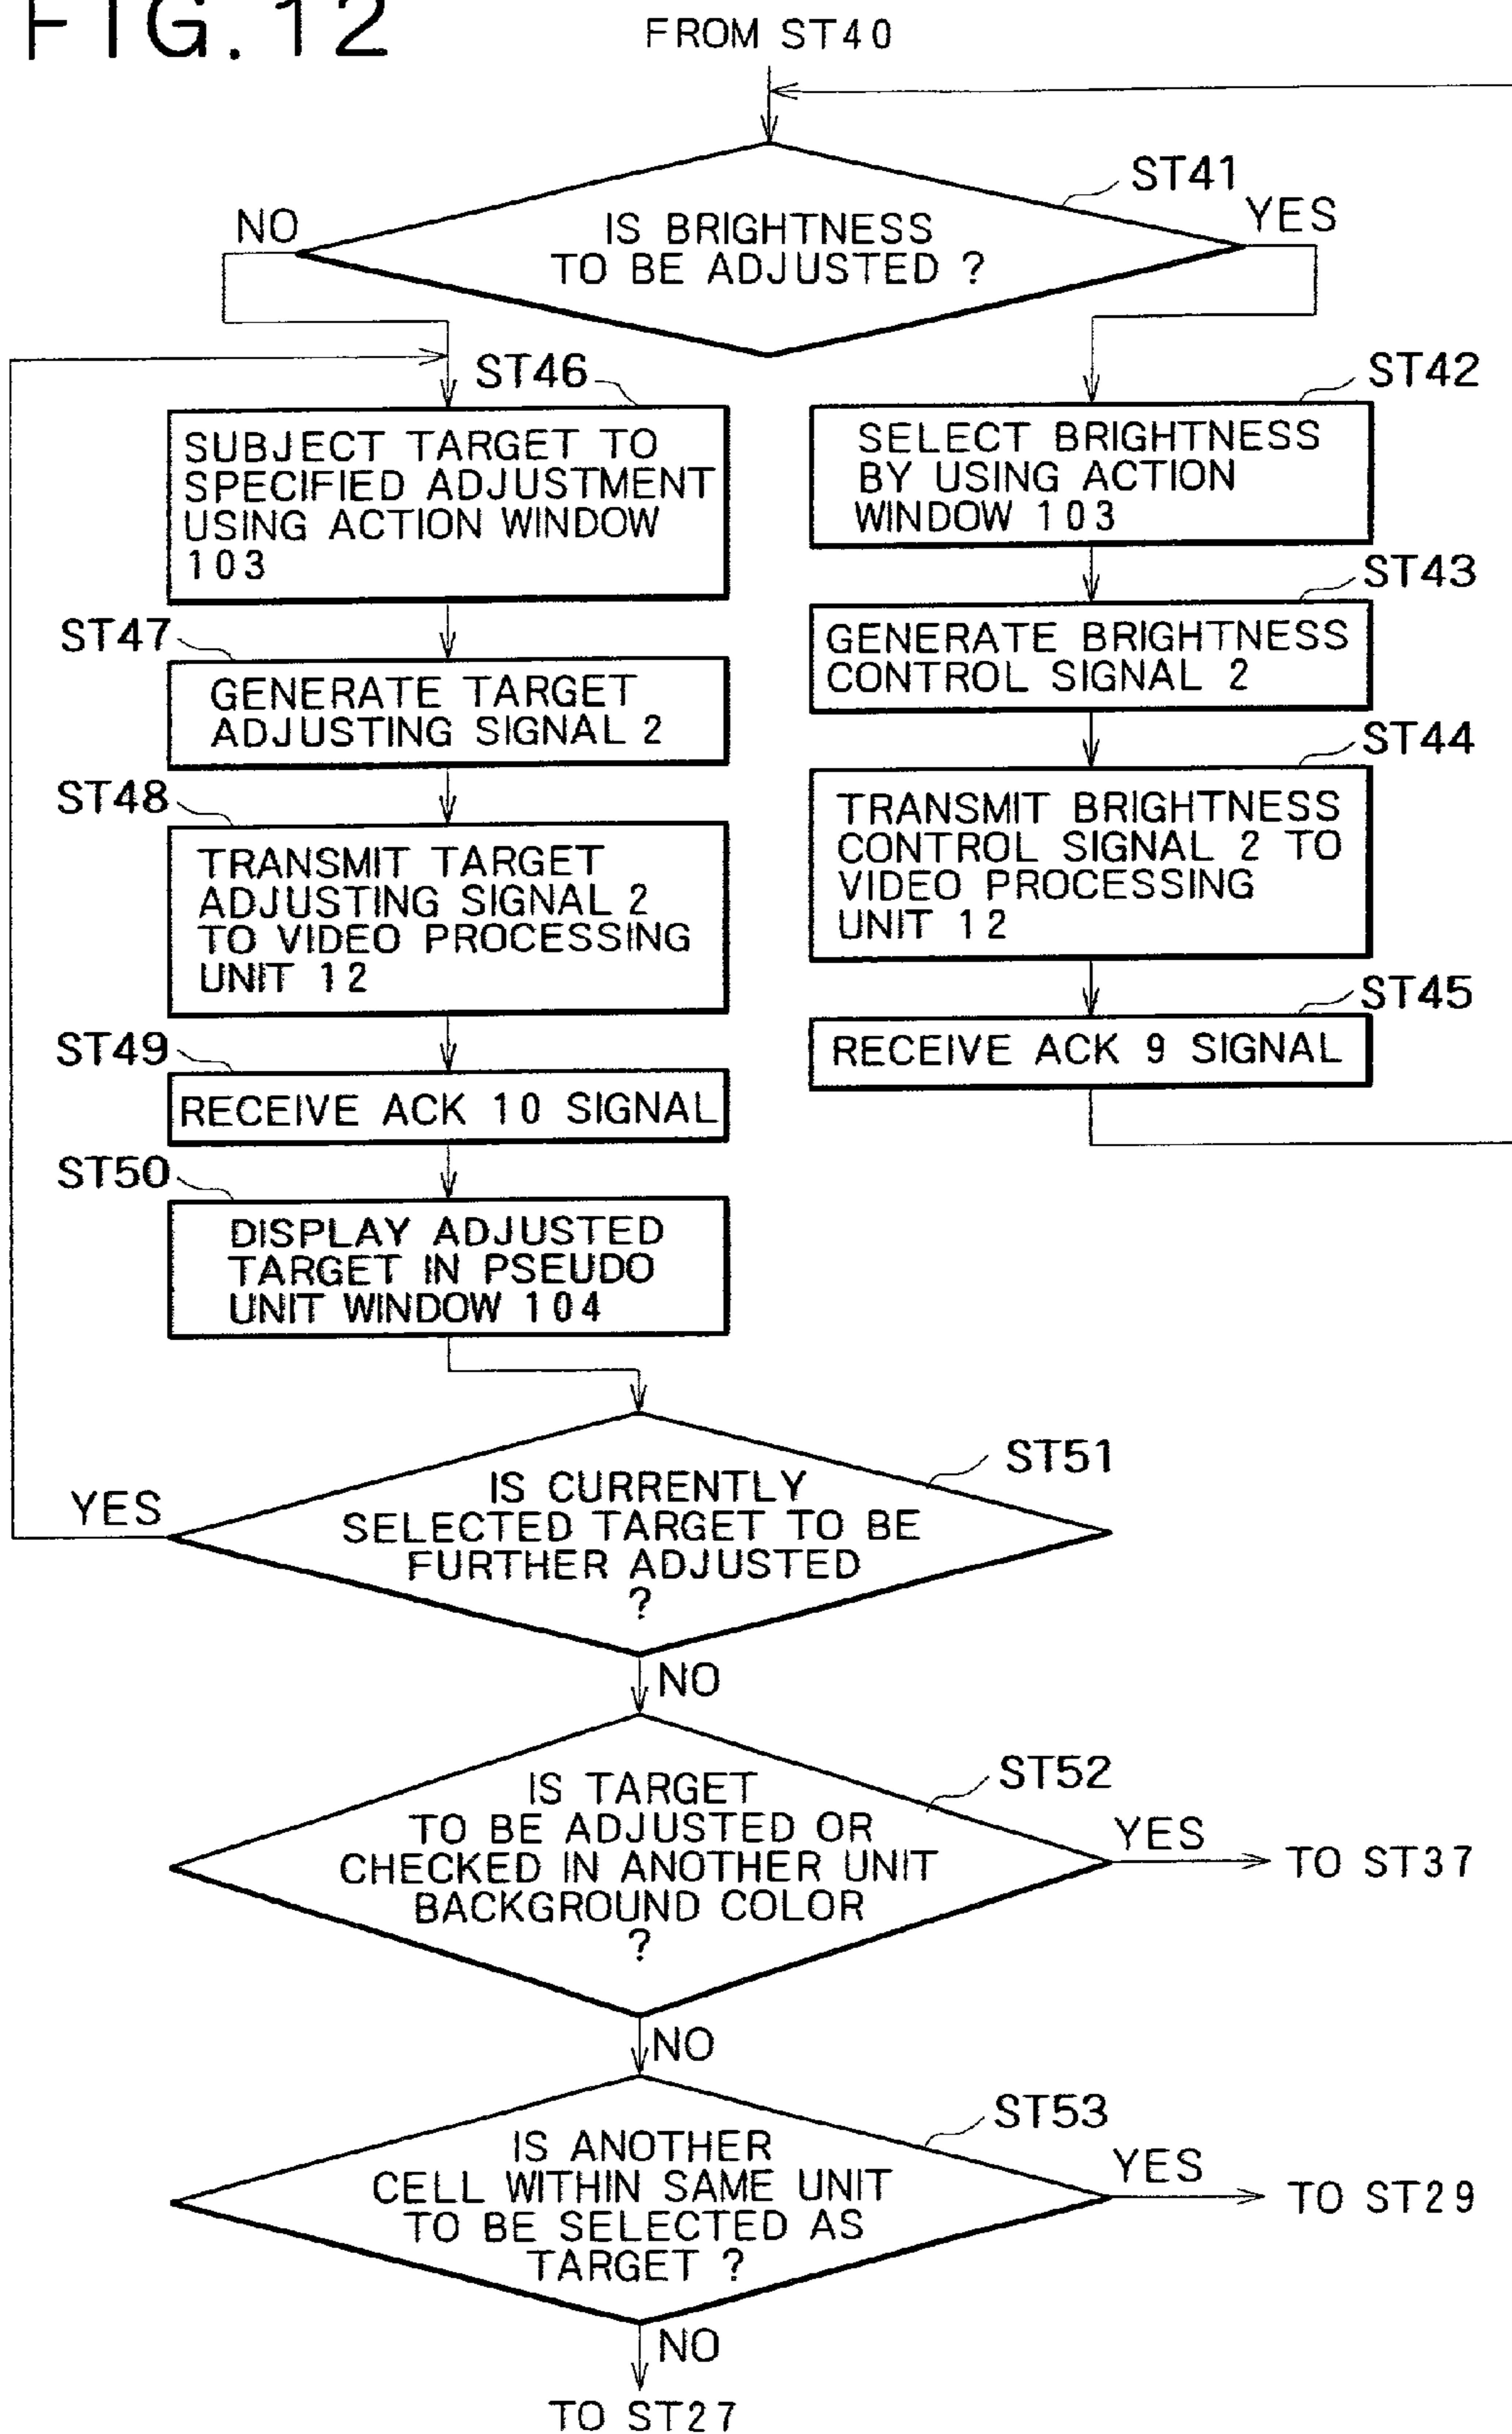 FIG.12
FROM ST40
ST41
NO
YES
IS BRIGHTNESS
TO BE ADJUSTED ?
ST46
SUBJECT TARGET TO
SPECIFIED ADJUSTMENT
USING ACTION WINDOW
103
ST47
GENERATE TARGET
ADJUSTING SIGNAL 2
ST48
TRANSMIT TARGET
ADJUSTING SIGNAL 2
TO VIDEO PROCESSING
UNIT 12
ST49
RECEIVE ACK 10 SIGNAL
ST50
DISPLAY ADJUSTED
TARGET IN PSEUDO
UNIT WINDOW 104
ST42
SELECT BRIGHTNESS
BY USING ACTION
WINDOW 103
ST43
GENERATE BRIGHTNESS
CONTROL SIGNAL 2
ST44
TRANSMIT BRIGHTNESS
CONTROL SIGNAL 2 TO
VIDEO PROCESSING
UNIT 12
ST45
RECEIVE ACK 9 SIGNAL
ST51
YES
IS CURRENTLY
SELECTED TARGET TO BE
FURTHER ADJUSTED
?
NO
ST52
IS TARGET
TO BE ADJUSTED OR
CHECKED IN ANOTHER UNIT
BACKGROUND COLOR
?
YES
TO ST37
NO
ST53
IS ANOTHER
CELL WITHIN SAME UNIT
TO BE SELECTED AS
TARGET ?
YES
TO ST29
NO
TO ST27